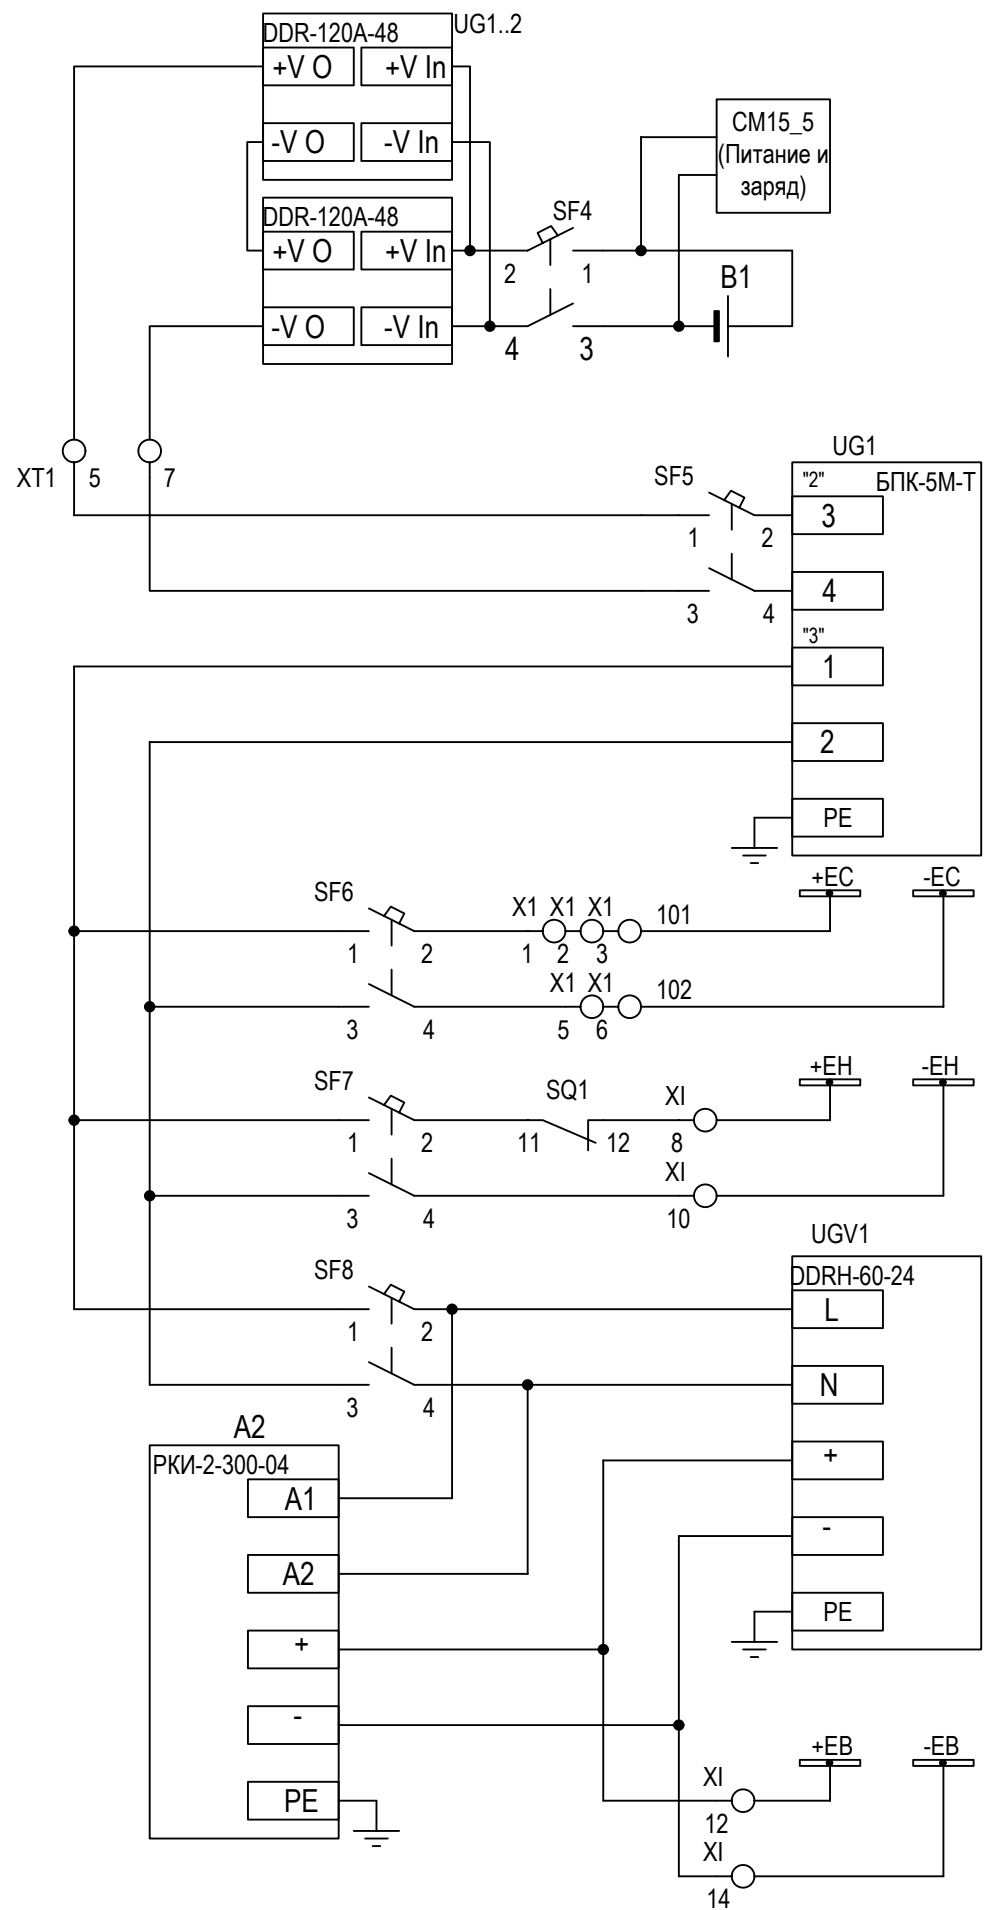 DDR-120A-48
UG1..2
+V O
+V In
-V O
-V In
DDR-120A-48
+V O
+V In
-V O
-V In
SF4
2
1
4
3
CM15_5
(Питание и
заряд)
B1
XT1
5
7
SF5
1
2
3
4
UG1
"2"
БПК-5М-Т
3
4
"3"
1
2
PE
+EC
-EC
SF6
1
2
3
4
X1
X1
X1
101
1
2
3
X1
X1
102
5
6
+EH
-EH
SF7
1
2
3
4
SQ1
11
12
XI
8
XI
10
UGV1
DDRH-60-24
L
N
+
-
PE
SF8
1
2
3
4
A2
РКИ-2-300-04
A1
A2
+
-
PE
+EB
-EB
XI
12
XI
14